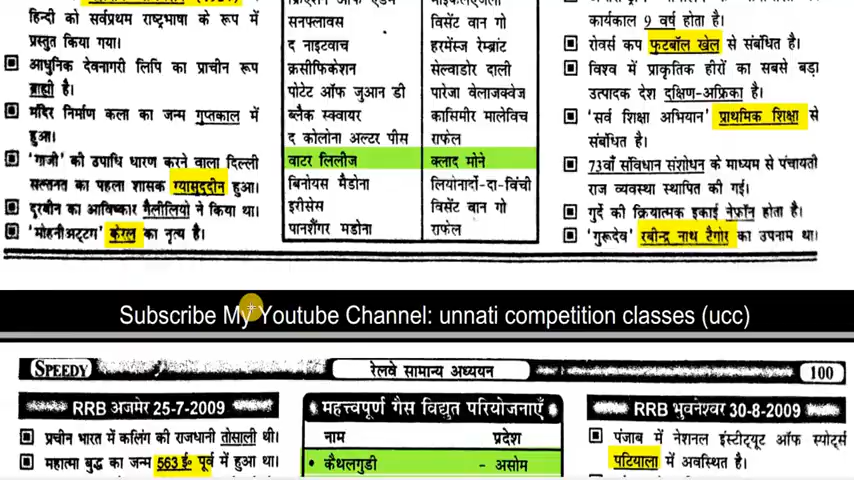 हिन्दी को सर्वप्रथम राष्ट्रभाषा के रूप में
प्रस्तुत किया गया।
आधुनिक देवनागरी लिपि का प्राचीन रूप
ब्राह्मी है।
मंदिर निर्माण कला का जन्म गुप्तकाल में
हुआ।
'गाजी' की उपाधि धारण करने वाला दिल्ली
सल्तनत का पहला शासक ग्यासुद्दीन हुआ।
दूरबीन का आविष्कार गैलीलियो ने किया था।
'मोहनीअट्टग' केरल का नृत्य है।
सनफ्लावस विसेंट वान गो
द नाइटवाच हरमेंज रेम्ब्रांट
क्रसीफिकेशन सेल्वाडोर दाली
पोटेट ऑफ जुआन डी पारेजा वेलाजक्वेज
ब्लैक स्क्वायर कासिमीर मालेविच
द कोलोना अल्टर पीस राफेल
वाटर लिलीज क्लाद मोने
बिनोयस मैडोना लियोनार्दो-दा-विंची
इरीसेम विसेंट वान गो
पानशैंगर मडोना राफेल
कार्यकाल 9 वर्ष होता है।
रोवर्स कप फुटबॉल खेल से संबंधित है।
विश्व में प्राकृतिक हीरों का सबसे बड़ा
उत्पादक देश दक्षिण-अफ्रिका है।
'सर्व शिक्षा अभियान' प्राथमिक शिक्षा से
संबंधित है।
73वाँ संविधान संशोधन के माध्यम से पंचायती
राज व्यवस्था स्थापित की गई।
गुर्दे की क्रियात्मक इकाई नेफ्रॉन होता है।
'गुरूदेव' रबीन्द्र नाथ टैगोर का उपनाम था।
Subscribe My Youtube Channel: unnati competition classes (ucc)
SPEEDY रेलवे सामान्य अध्ययन 100
RRB अजमेर 25-7-2009
प्राचीन भारत में कलिंग की राजधानी तोसाली थी।
महात्मा बुद्ध का जन्म 563 ई० पूर्व में हुआ था।
महत्त्वपूर्ण गैस विद्युत परियोजनाएँ
नाम प्रदेश
• कैथलगुडी - असोम
RRB भुवनेश्वर 30-8-2009
पंजाब में नेशनल इंस्टीट्यूट ऑफ स्पोर्ट्स
पटियाला में अवस्थित है।